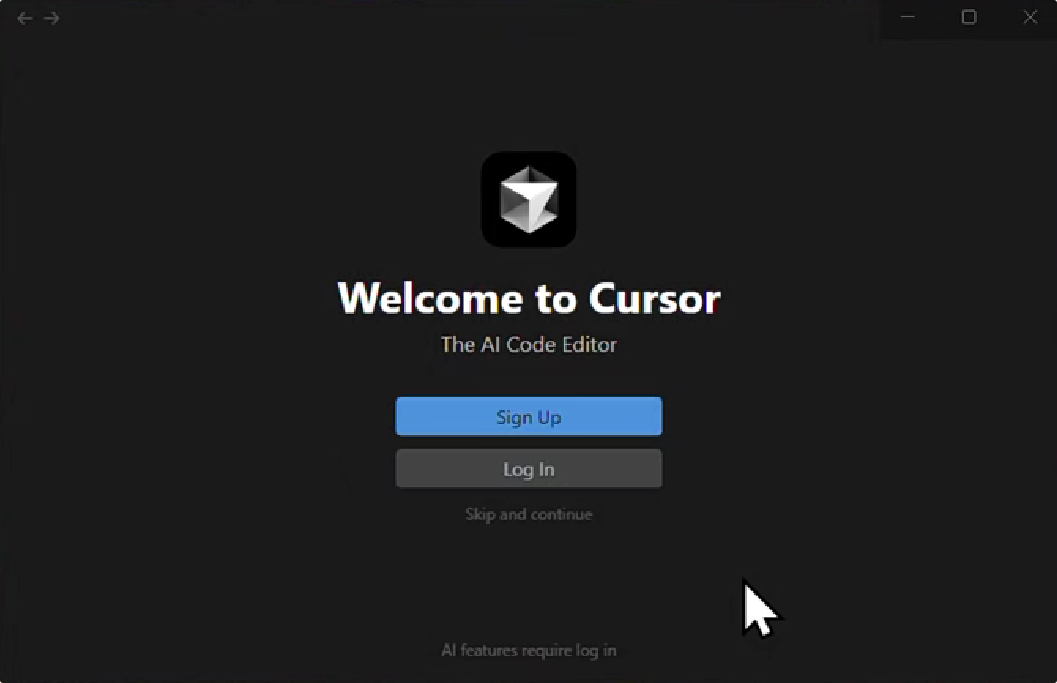 Welcome to Cursor
The AI Code Editor
Sign Up
Log In
Skip and continue
AI features require log in